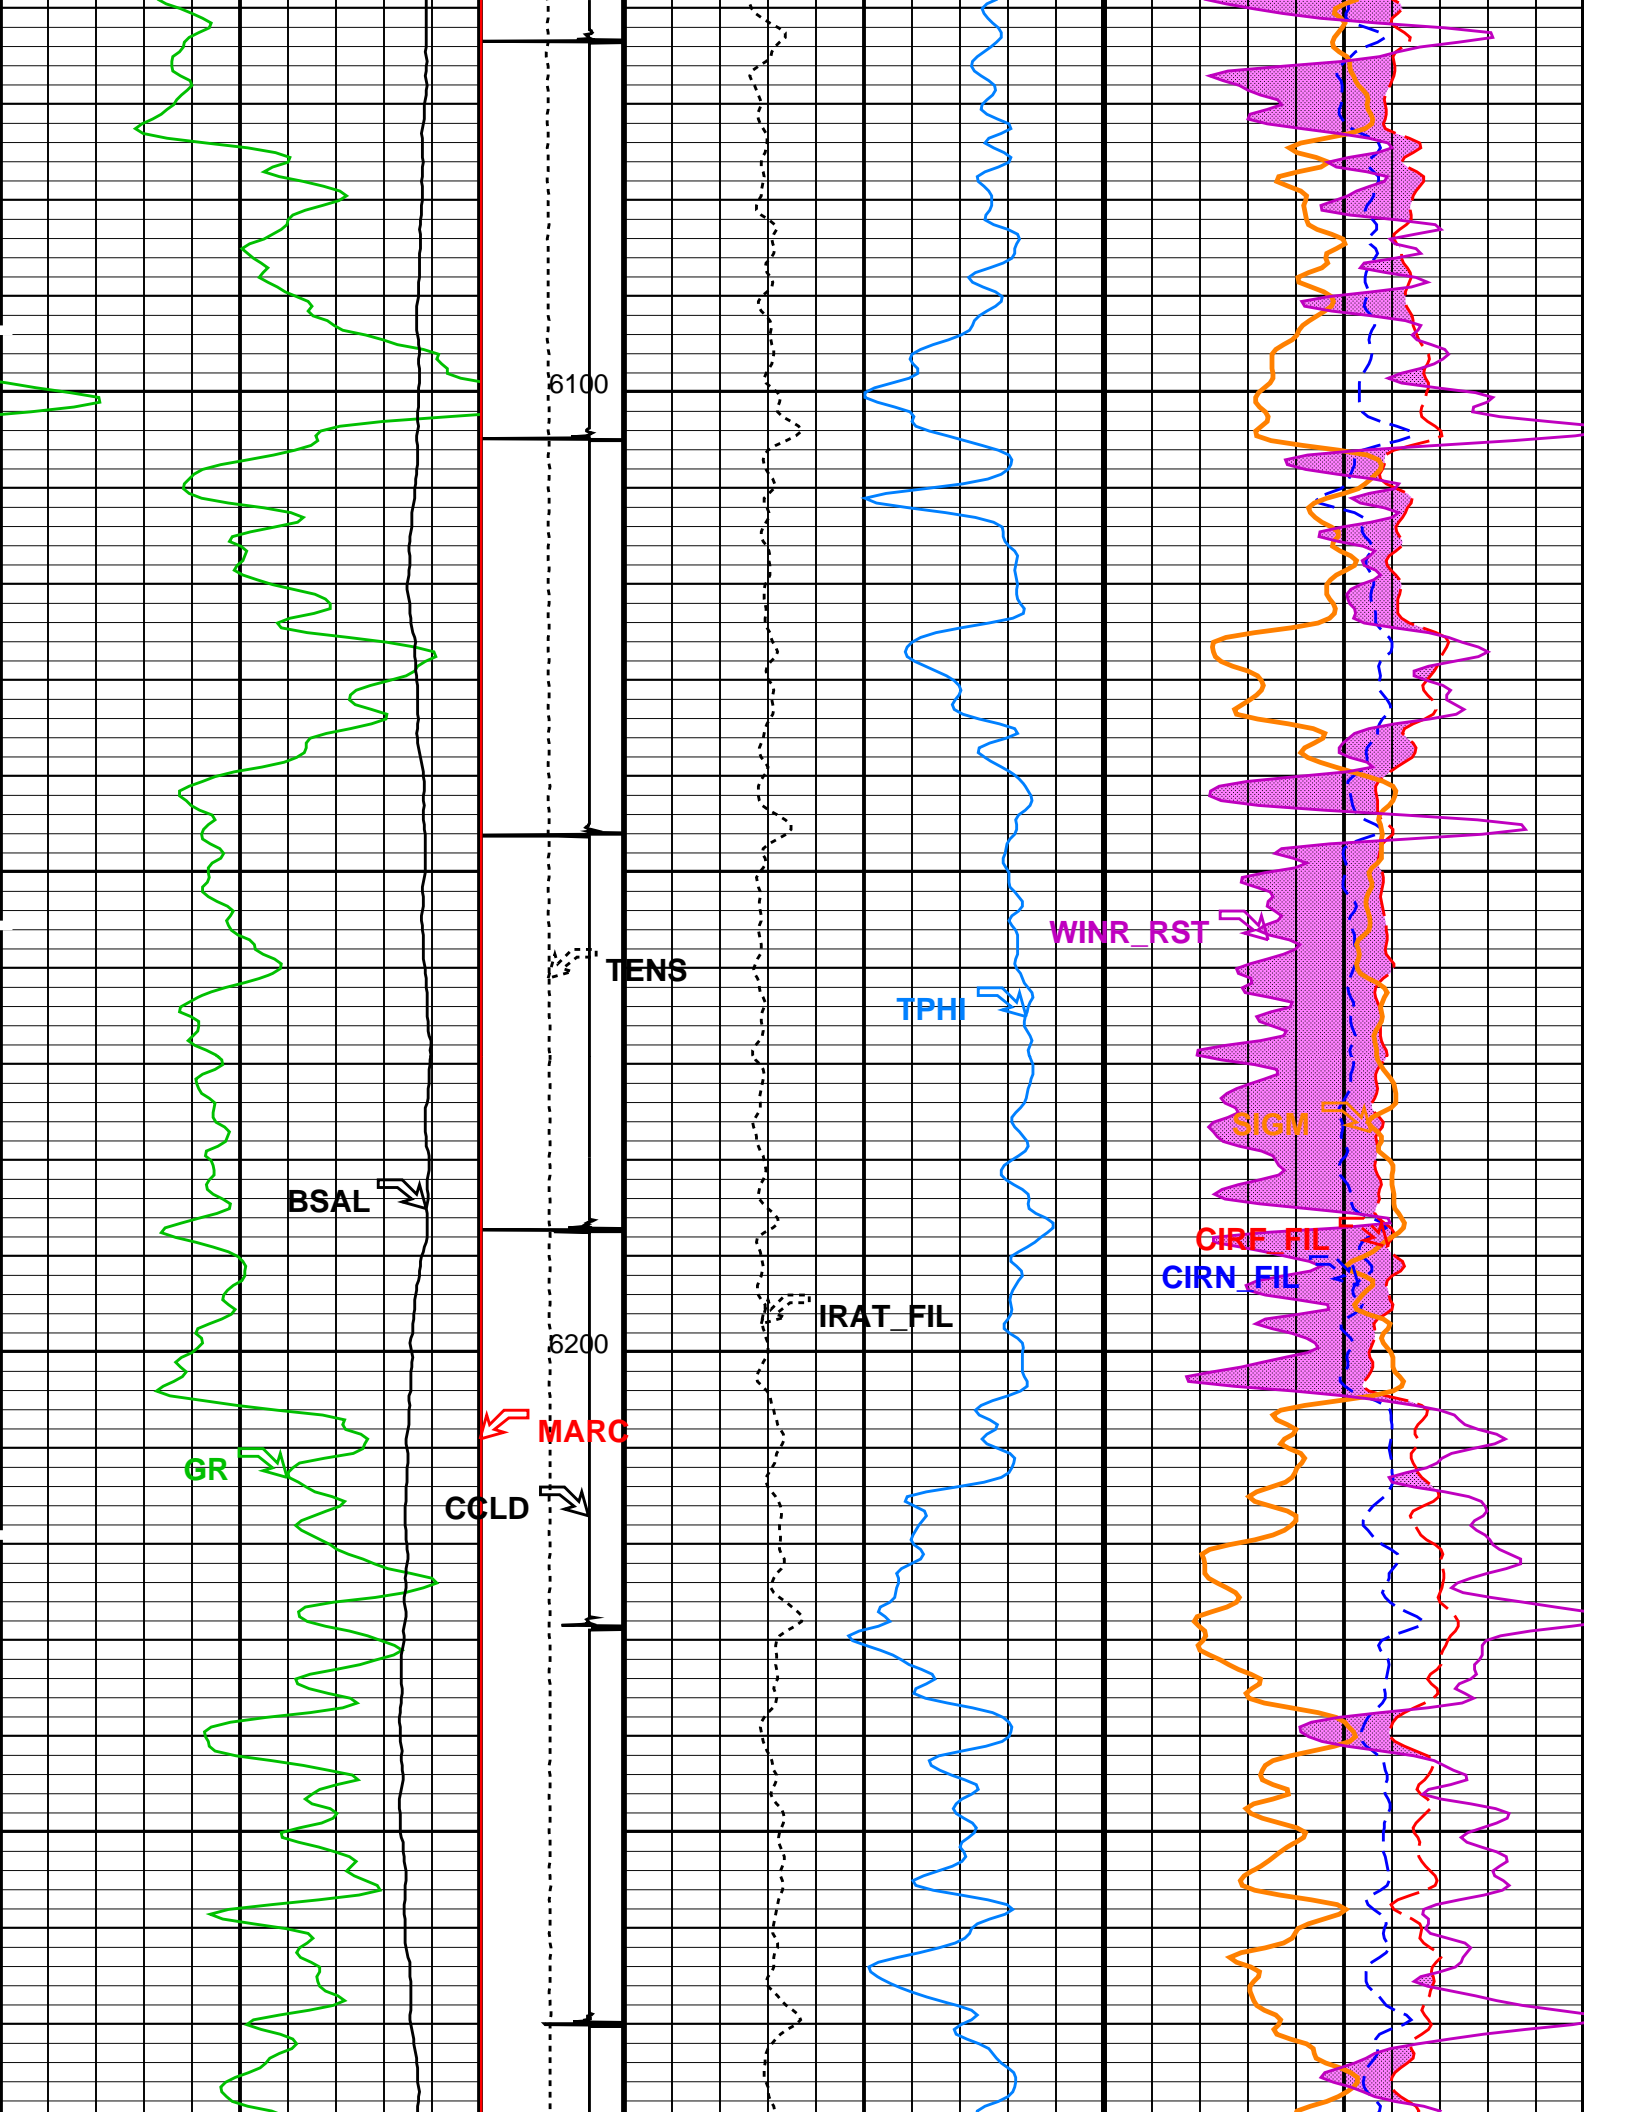 6100
WINR_RST
TENS
TPHI
SIGM
BSAL
CIRF_FIL
CIRN_FIL
IRAT_FIL
6200
MARC
GR
CCLD